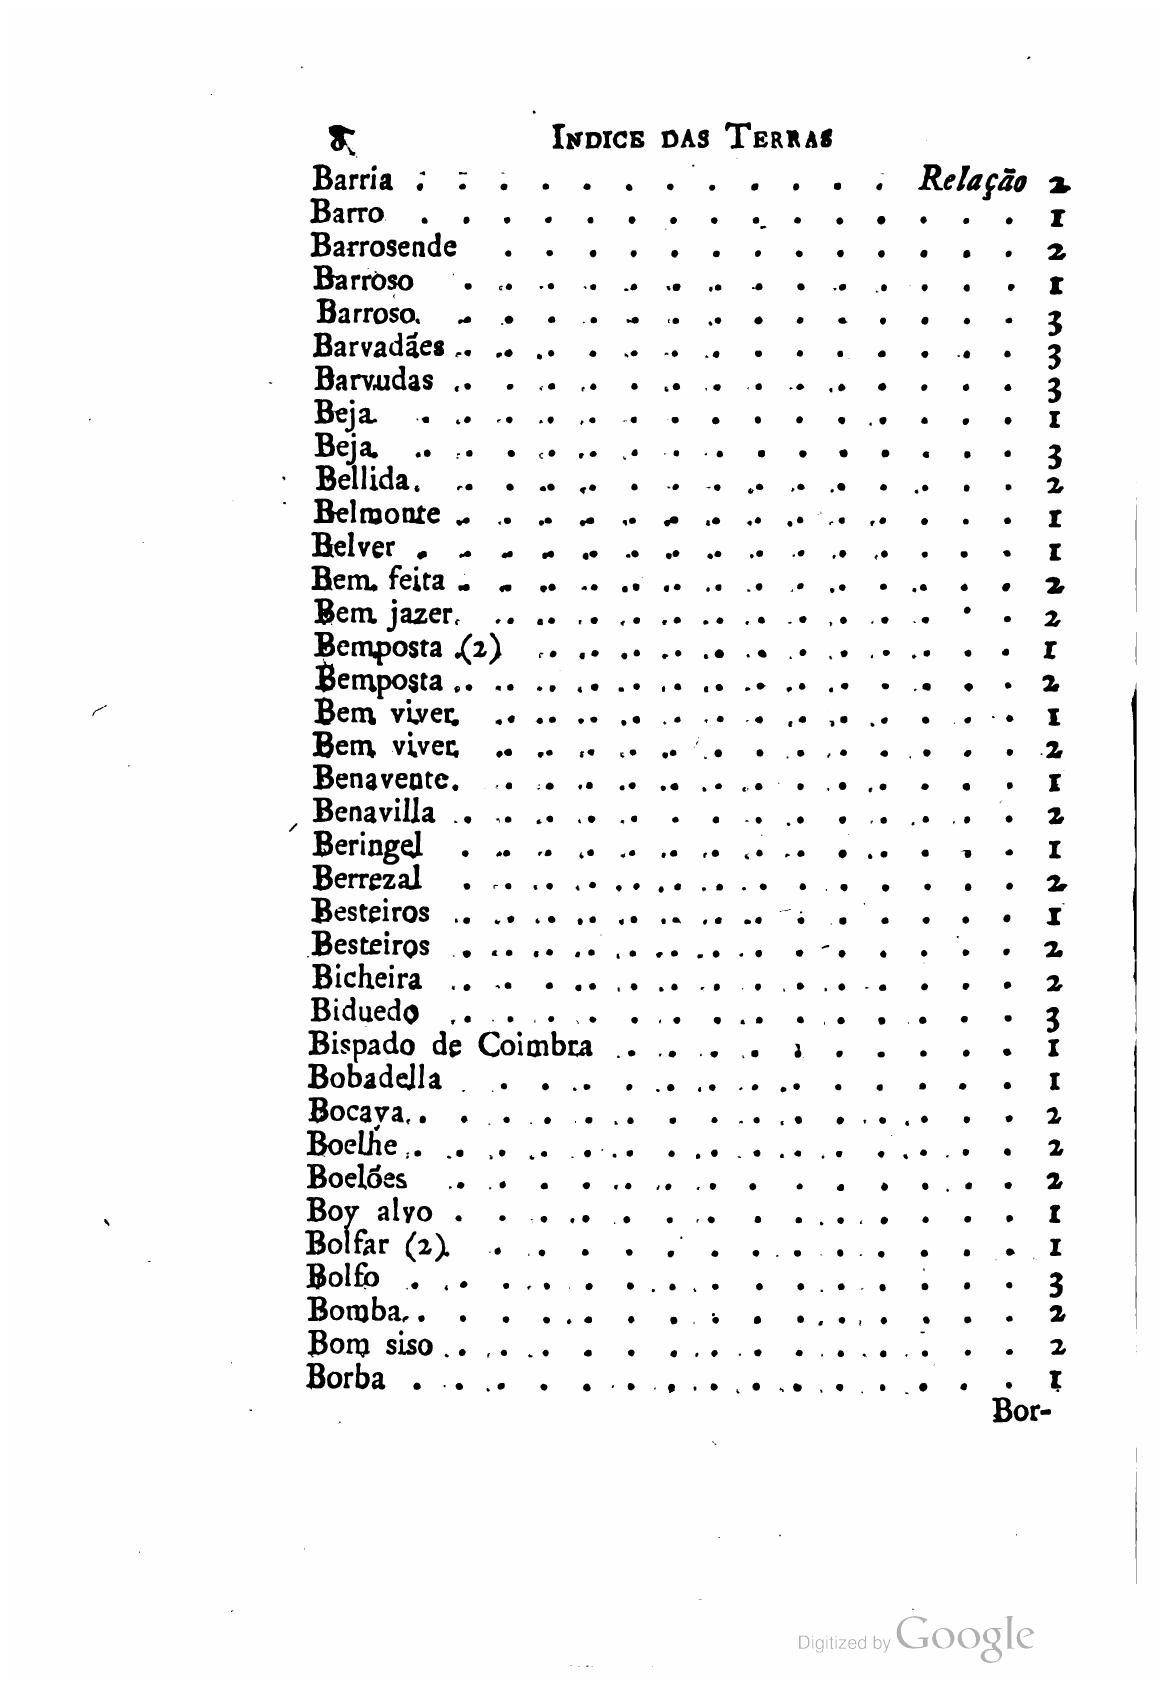 8 INDICE DAS TERRAS
Barria . . . . . . . . . . . . Relação 2
Barro . . . . . . . . . . . . . . . 1
Barrosende . . . . . . . . . . . . . 2
Barroso . . . . . . . . . . . . . . 1
Barroso . . . . . . . . . . . . . . 3
Barvadães . . . . . . . . . . . . . . 3
Barvudas . . . . . . . . . . . . . . 3
Beja . . . . . . . . . . . . . . . 1
Beja . . . . . . . . . . . . . . . 3
Bellida . . . . . . . . . . . . . . 2
Belmonte . . . . . . . . . . . . . . 1
Belver . . . . . . . . . . . . . . . 1
Bem feita . . . . . . . . . . . . . . 2
Bem jazer . . . . . . . . . . . . . 2
Bemposta (2) . . . . . . . . . . . . 1
Bemposta . . . . . . . . . . . . . . 2
Bem viver . . . . . . . . . . . . . 1
Bem viver . . . . . . . . . . . . . 2
Benavente . . . . . . . . . . . . . 1
Benavilla . . . . . . . . . . . . . . 2
Beringel . . . . . . . . . . . . . . 1
Berrezal . . . . . . . . . . . . . . 2
Besteiros . . . . . . . . . . . . . . 1
Besteiros . . . . . . . . . . . . . . 2
Bicheira . . . . . . . . . . . . . . 2
Biduedo . . . . . . . . . . . . . . 3
Bispado de Coimbra . . . . . . . . . . 1
Bobadella . . . . . . . . . . . . . 1
Bocava . . . . . . . . . . . . . . . 2
Boelhe . . . . . . . . . . . . . . . 2
Boelões . . . . . . . . . . . . . . 2
Boy alvo . . . . . . . . . . . . . . 1
Bolfar (2) . . . . . . . . . . . . . 1
Bolfo . . . . . . . . . . . . . . . 3
Bomba . . . . . . . . . . . . . . . 2
Bom siso . . . . . . . . . . . . . . 2
Borba . . . . . . . . . . . . . . . 1
Bor-
Digitized by Google